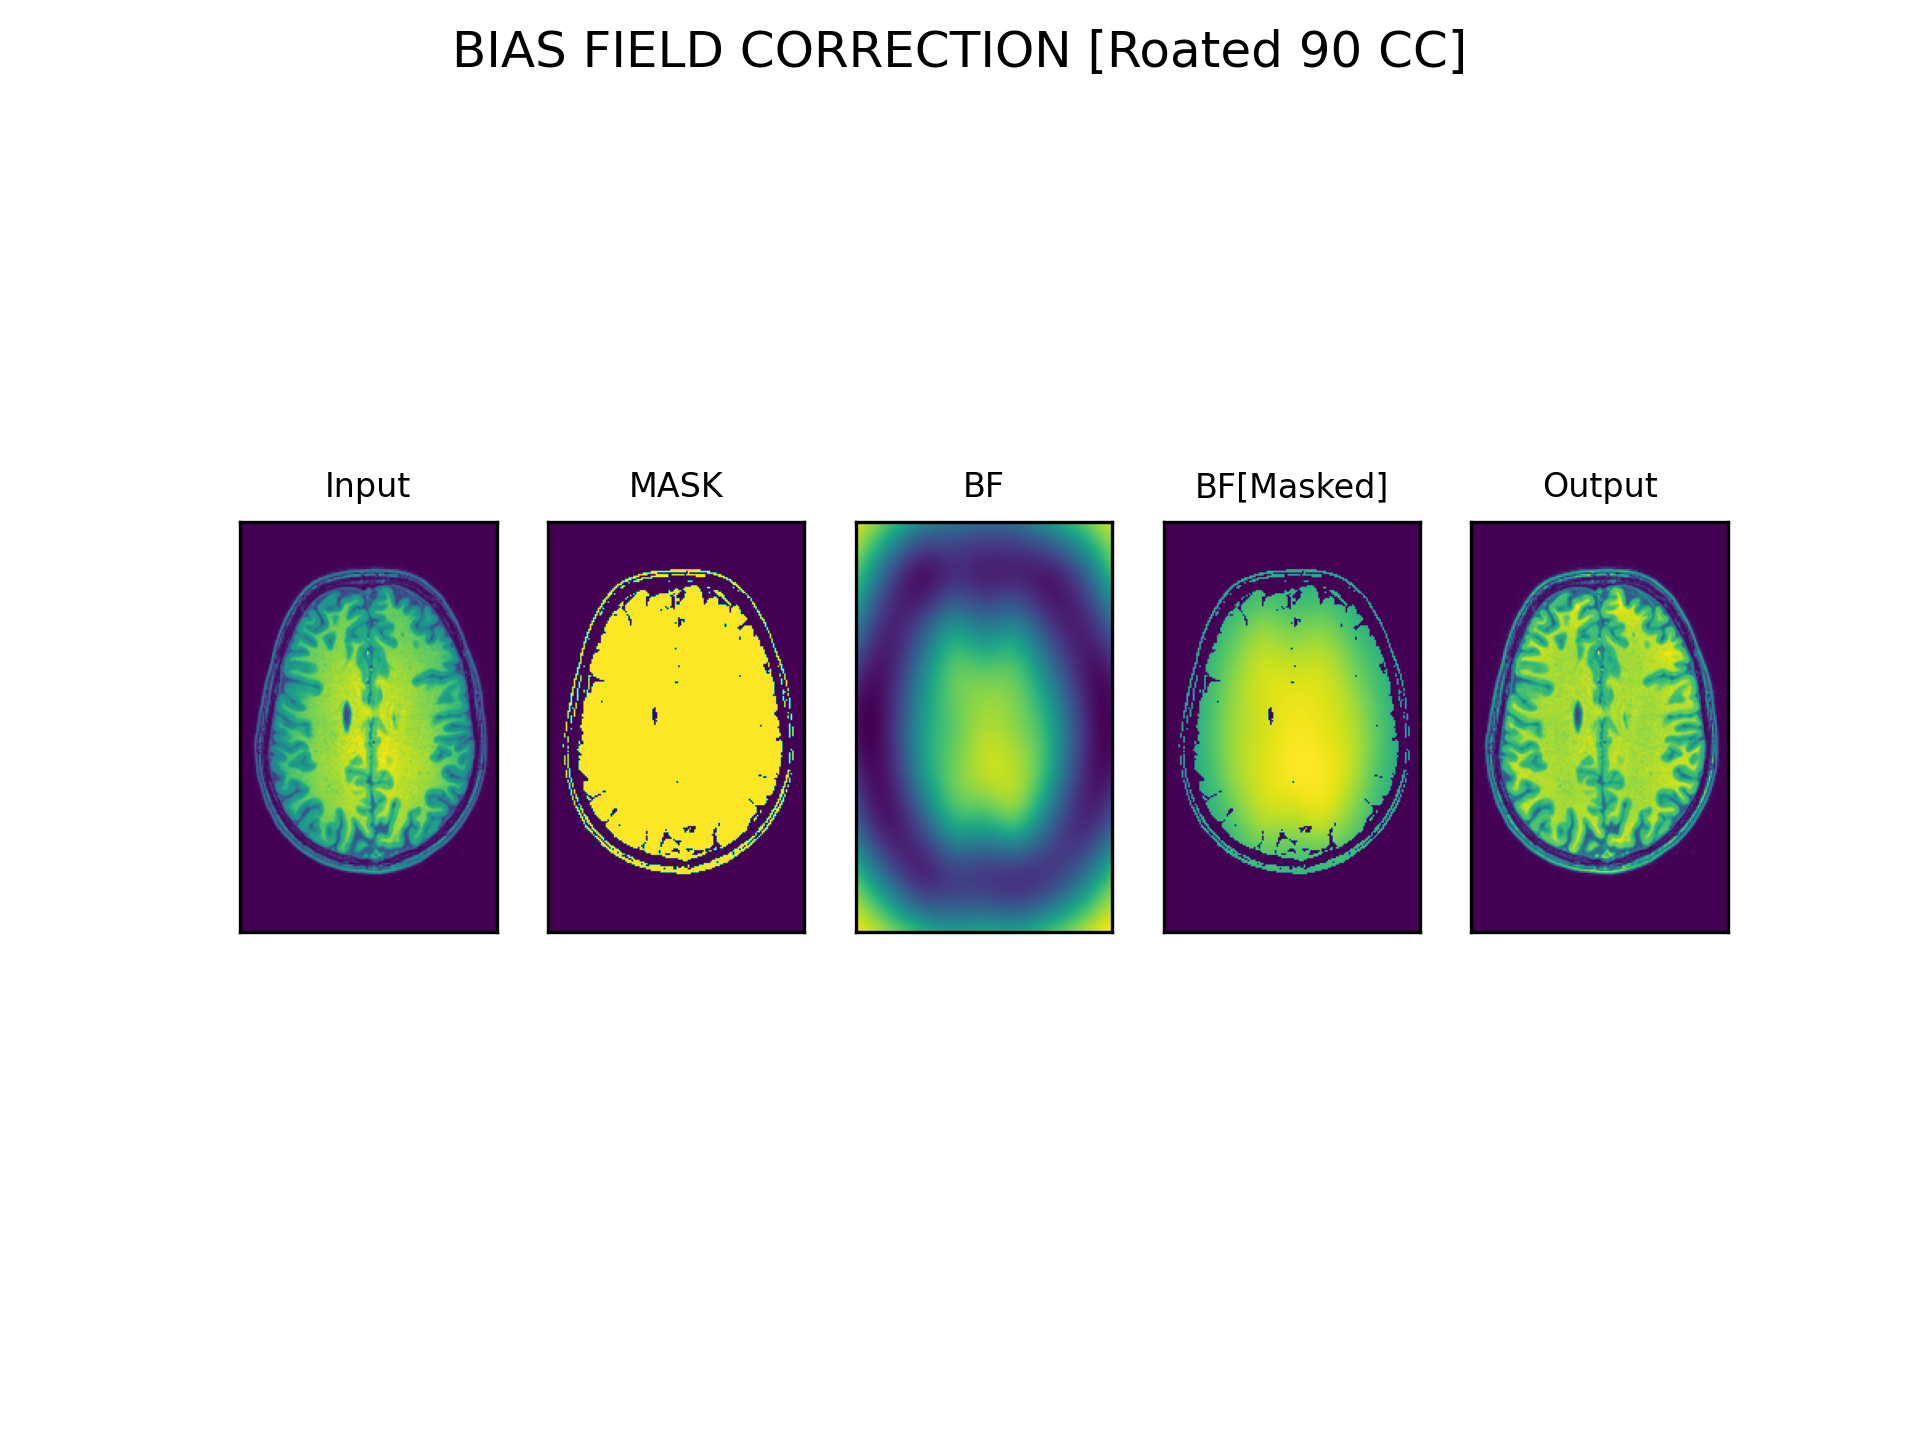 BIAS FIELD CORRECTION [Roated 90 CC]
Input
MASK
BF
BF[Masked]
Output